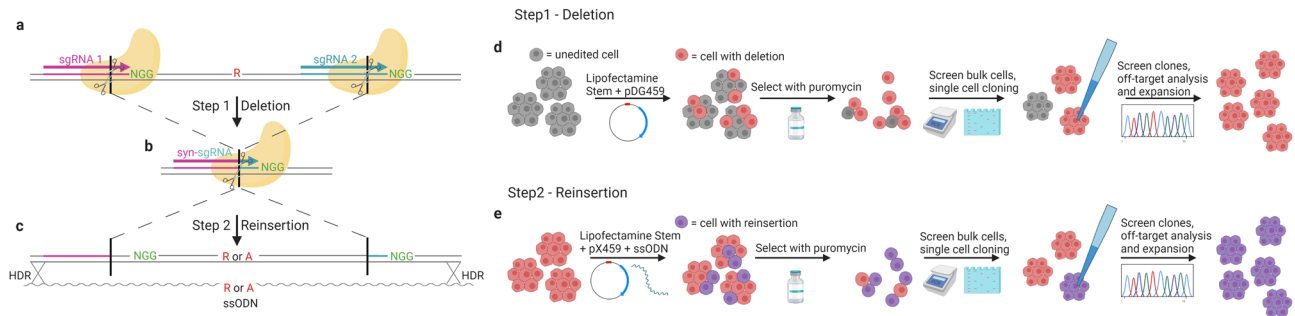 a
sgRNA 1
NGG
R
sgRNA 2
NGG
Step 1
Deletion
b
syn-sgRNA
NGG
c
Step 2
Reinsertion
NGG
R or A
NGG
HDR
HDR
R or A
ssODN
Step1 - Deletion
d
= unedited cell
= cell with deletion
Lipofectamine
Stem + pDG459
Select with puromycin
Screen bulk cells,
single cell cloning
Screen clones,
off-target analysis
and expansion
Step2 - Reinsertion
e
= cell with reinsertion
Lipofectamine Stem
+ pX459 + ssODN
Select with puromycin
Screen bulk cells,
single cell cloning
Screen clones,
off-target analysis
and expansion